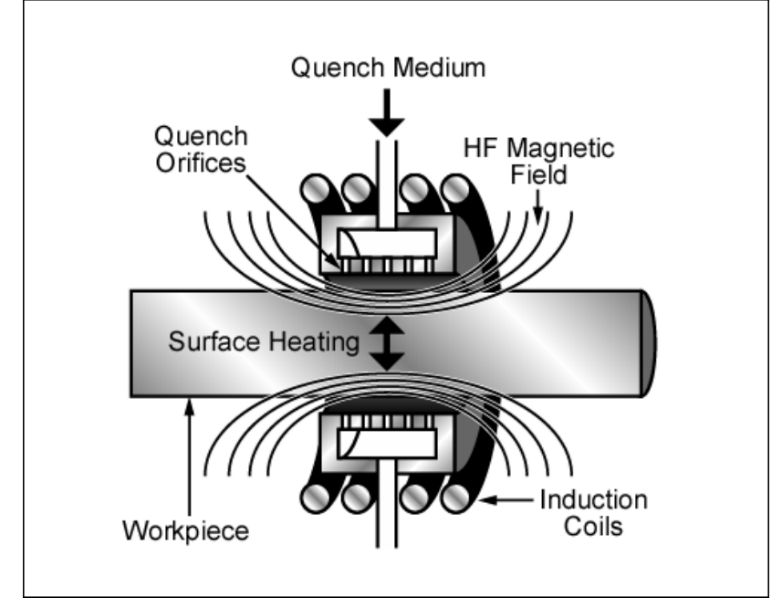 Quench Medium
Quench
Orifices
HF Magnetic
Field
Surface Heating
Workpiece
Induction
Coils